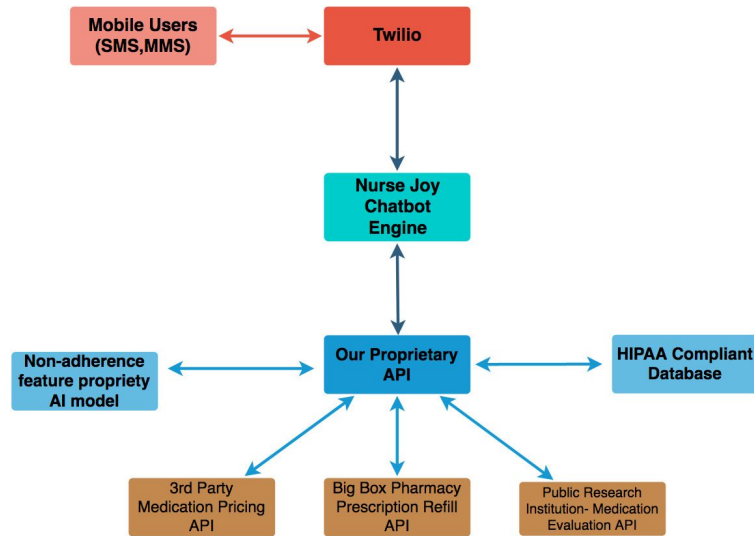 Mobile Users
(SMS,MMS)
Twilio
Nurse Joy
Chatbot
Engine
Non-adherence
feature propriety
AI model
Our Proprietary
API
HIPAA Compliant
Database
3rd Party
Medication Pricing
API
Big Box Pharmacy
Prescription Refill
API
Public Research
Institution- Medication
Evaluation API